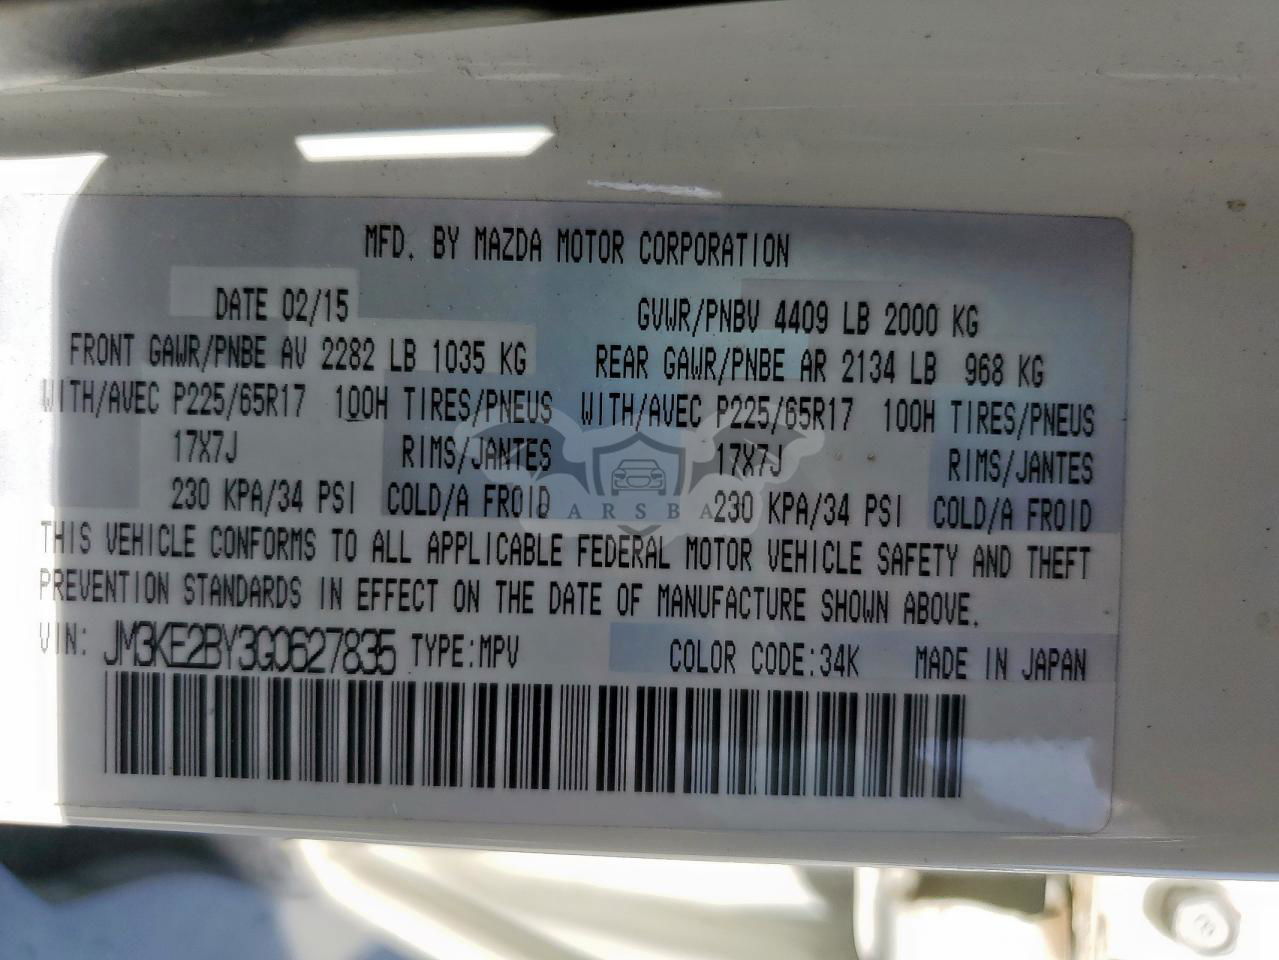 MFD. BY MAZDA MOTOR CORPORATION
DATE 02/15 GVWR/PNBV 4409 LB 2000 KG
FRONT GAWR/PNBE AV 2282 LB 1035 KG REAR GAWR/PNBE AR 2134 LB 968 KG
WITH/AVEC P225/65R17 100H TIRES/PNEUS WITH/AVEC P225/65R17 100H TIRES/PNEUS
17X7J RIMS/JANTES 17X7J RIMS/JANTES
230 KPA/34 PSI COLD/A FROID 230 KPA/34 PSI COLD/A FROID
THIS VEHICLE CONFORMS TO ALL APPLICABLE FEDERAL MOTOR VEHICLE SAFETY AND THEFT
PREVENTION STANDARDS IN EFFECT ON THE DATE OF MANUFACTURE SHOWN ABOVE.
VIN: JM3KE2BY3G0627835 TYPE:MPV COLOR CODE:34K MADE IN JAPAN